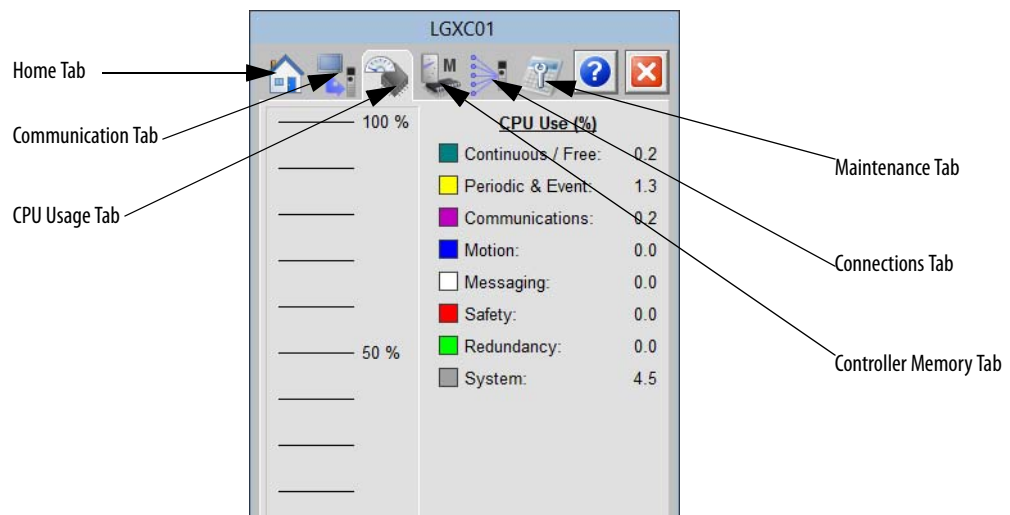 LGXC01
Home Tab
Communication Tab
CPU Usage Tab
M
?
100 %
50 %
CPU Use (%)
Continuous / Free: 0.2
Periodic & Event: 1.3
Communications: 0.2
Motion: 0.0
Messaging: 0.0
Safety: 0.0
Redundancy: 0.0
System: 4.5
Maintenance Tab
Connections Tab
Controller Memory Tab